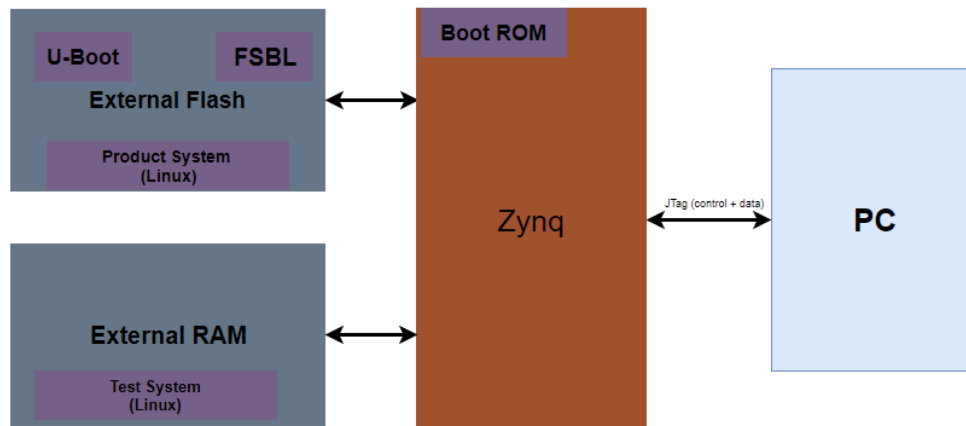 U-Boot
FSBL
External Flash
Product System
(Linux)
External RAM
Test System
(Linux)
Boot ROM
Zynq
JTag (control + data)
PC